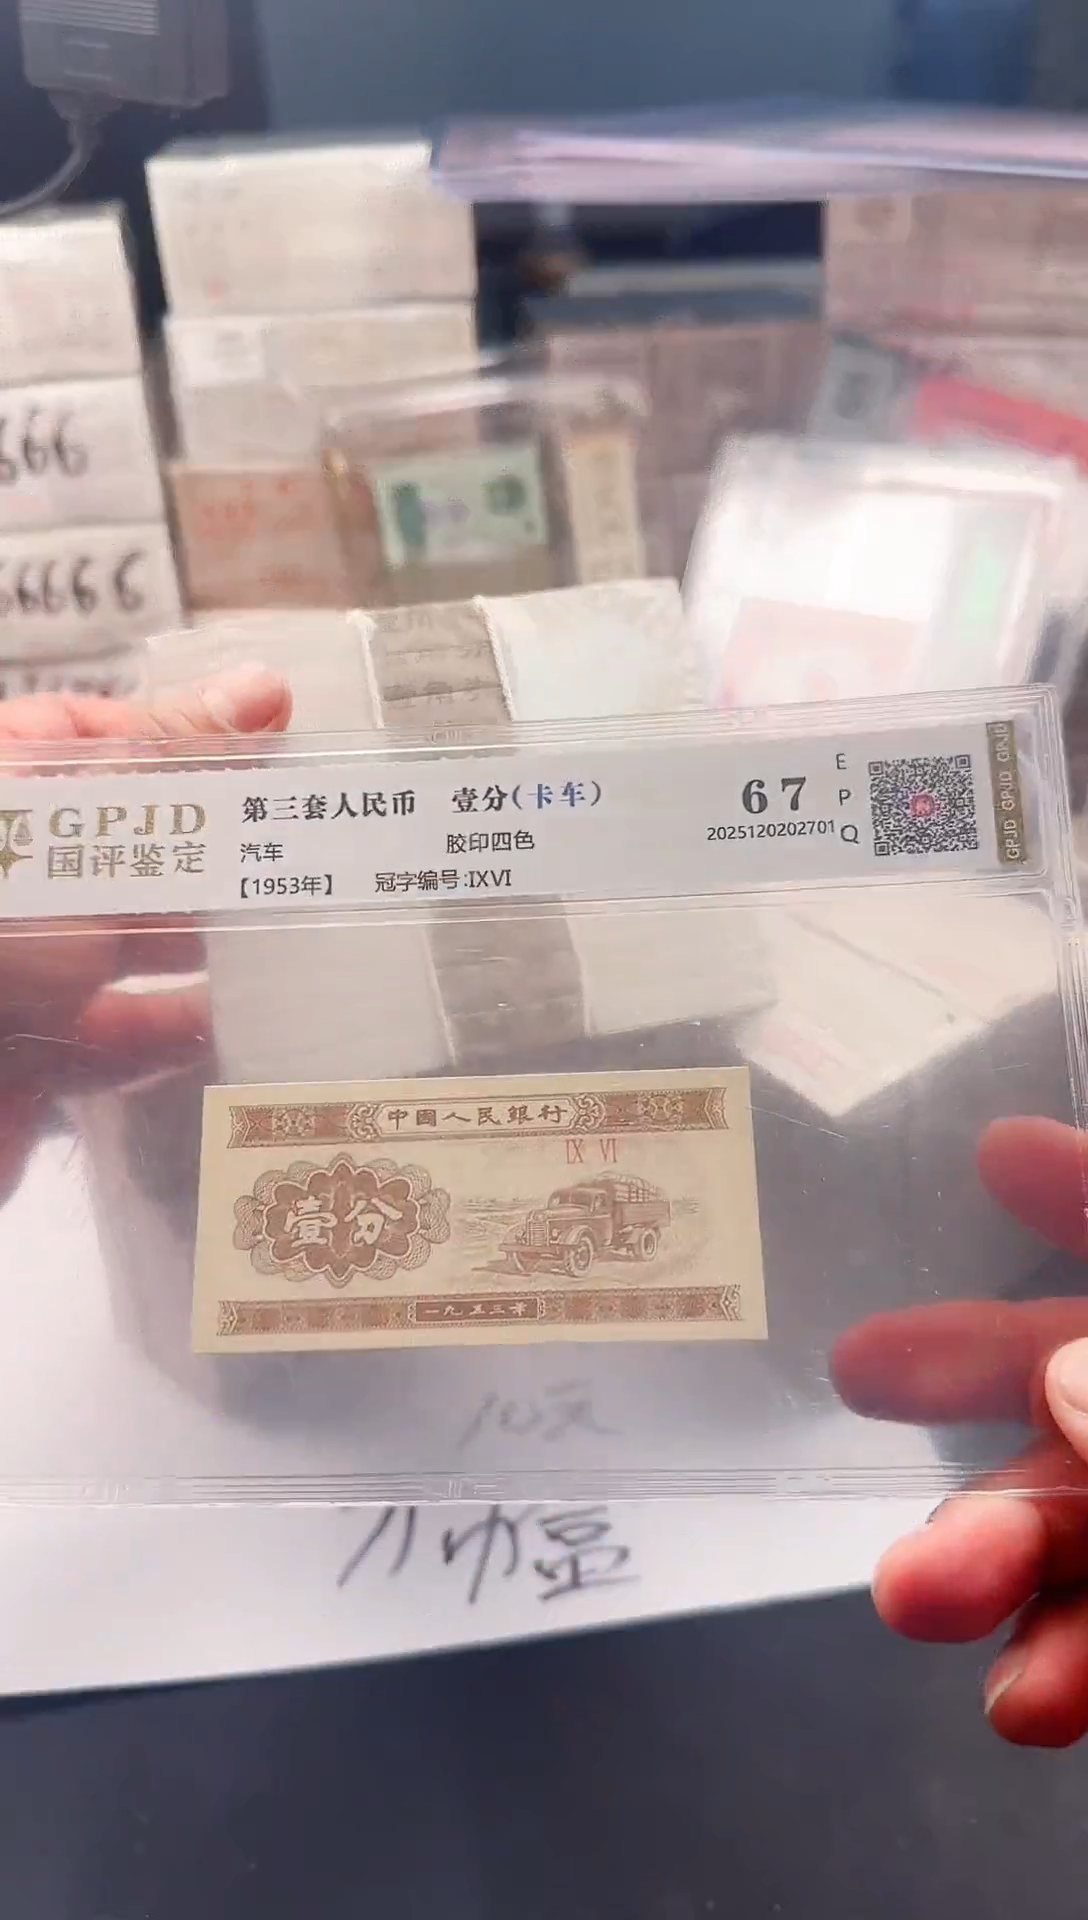 666
6666
GPJD
国评鉴定
第三套人民币 壹分(卡车)
汽车 胶印四色
【1953年】 冠字编号:IXVI
67
EPQ
2025120202701
GPJD GPJD GPJD
中國人民銀行
IX VI
壹分
一九五三年